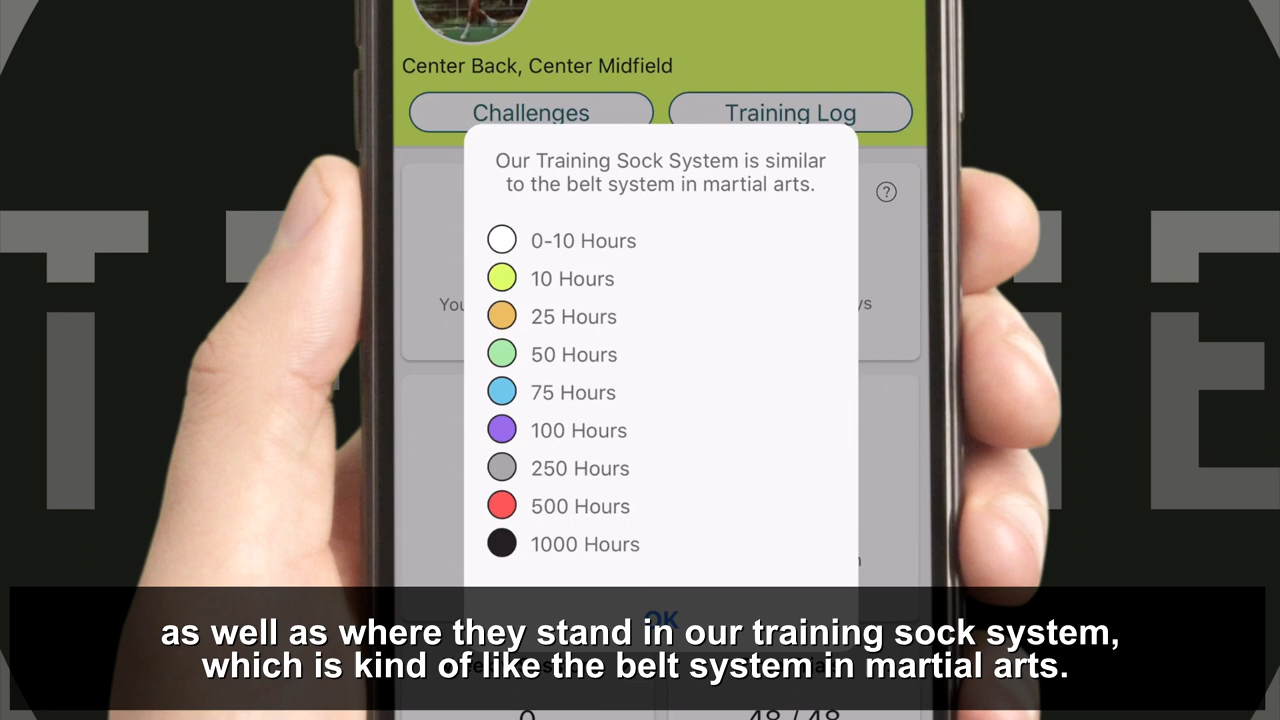 Center Back, Center Midfield
Challenges
Training Log
Our Training Sock System is similar
to the belt system in martial arts.
?
0-10 Hours
10 Hours
25 Hours
50 Hours
75 Hours
100 Hours
250 Hours
500 Hours
1000 Hours
OK
as well as where they stand in our training sock system,
which is kind of like the belt system in martial arts.